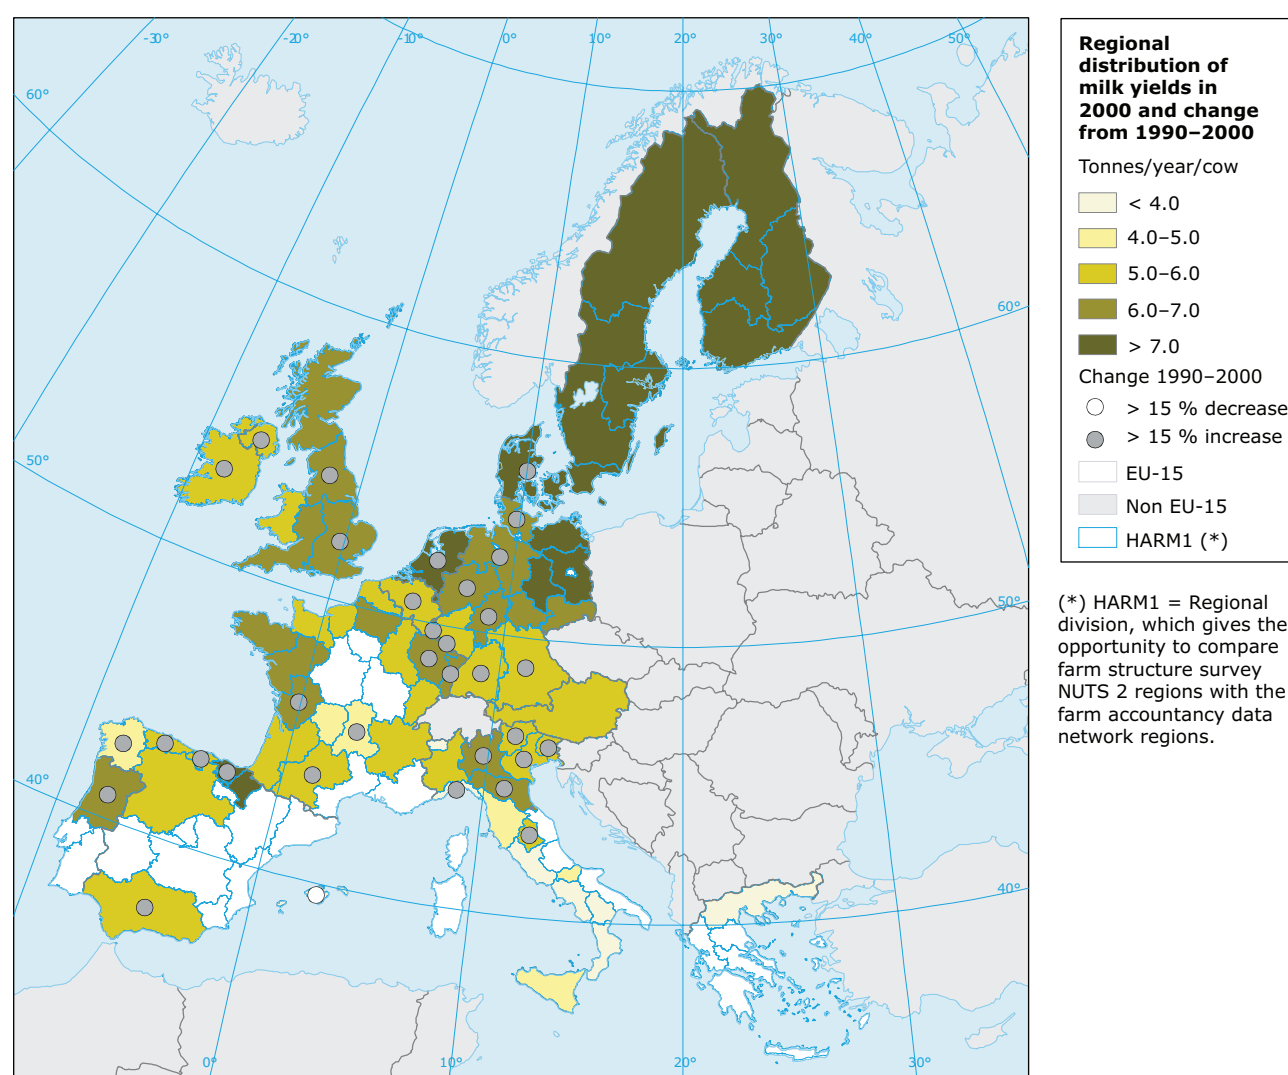 -30°
-20°
-10°
0°
10°
20°
30°
40°
50°
60°
60°
50°
50°
40°
40°
0°
10°
20°
30°
Regional
distribution of
milk yields in
2000 and change
from 1990–2000
Tonnes/year/cow
< 4.0
4.0–5.0
5.0–6.0
6.0–7.0
> 7.0
Change 1990–2000
> 15 % decrease
> 15 % increase
EU-15
Non EU-15
HARM1 (*)
(*) HARM1 = Regional
division, which gives the
opportunity to compare
farm structure survey
NUTS 2 regions with the
farm accountancy data
network regions.